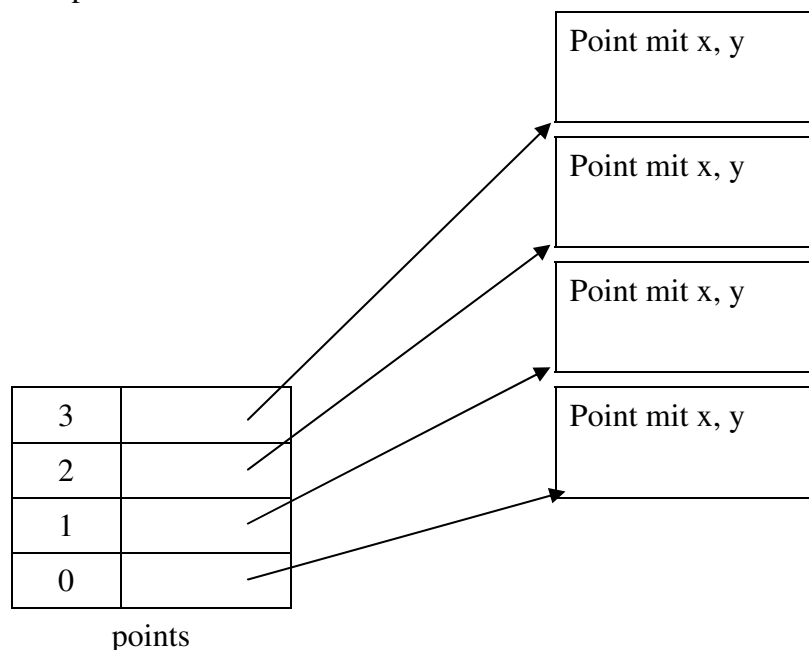 Point mit x, y
Point mit x, y
Point mit x, y
Point mit x, y
3
2
1
0
points